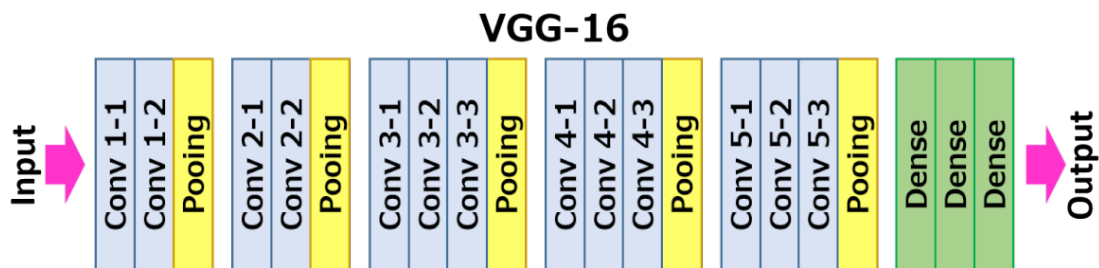 VGG-16
Input
Conv 1-1
Conv 1-2
Pooing
Conv 2-1
Conv 2-2
Pooing
Conv 3-1
Conv 3-2
Conv 3-3
Pooing
Conv 4-1
Conv 4-2
Conv 4-3
Pooing
Conv 5-1
Conv 5-2
Conv 5-3
Pooing
Dense
Dense
Dense
Output